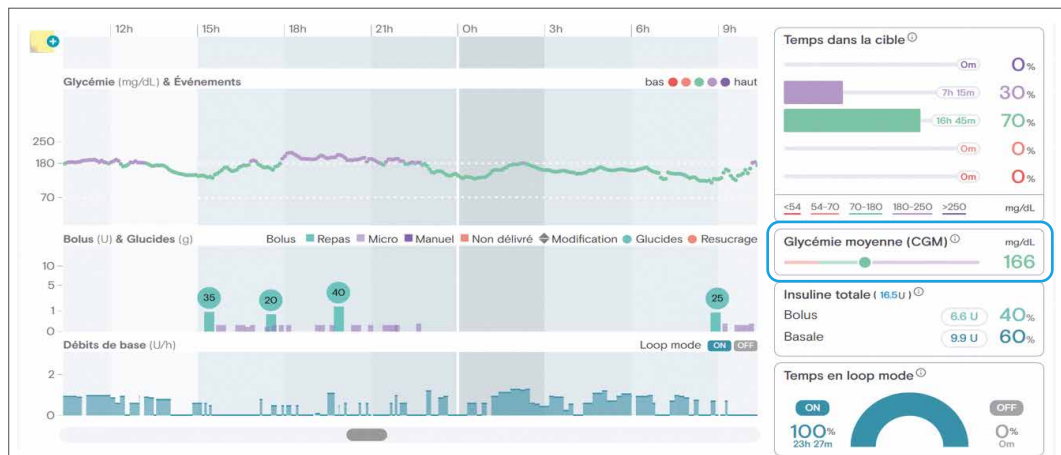 12h 15h 18h 21h 0h 3h 6h 9h
Glycémie (mg/dL) & Événements bas haut
250
180
70
Bolus (U) & Glucides (g) Bolus Repas Micro Manuel Non délivré Modification Glucides Resucrage
10
5
1
0
35 20 40 25
Débits de base (U/h) Loop mode ON OFF
2
0
Temps dans la cible
0m 0%
7h 15m 30%
16h 45m 70%
0m 0%
0m 0%
<54 54-70 70-180 180-250 >250 mg/dL
Glycémie moyenne (CGM) mg/dL
166
Insuline totale (16.5U)
Bolus 6.6 U 40%
Basale 9.9 U 60%
Temps en loop mode
ON OFF
100% 0%
23h 27m 0m